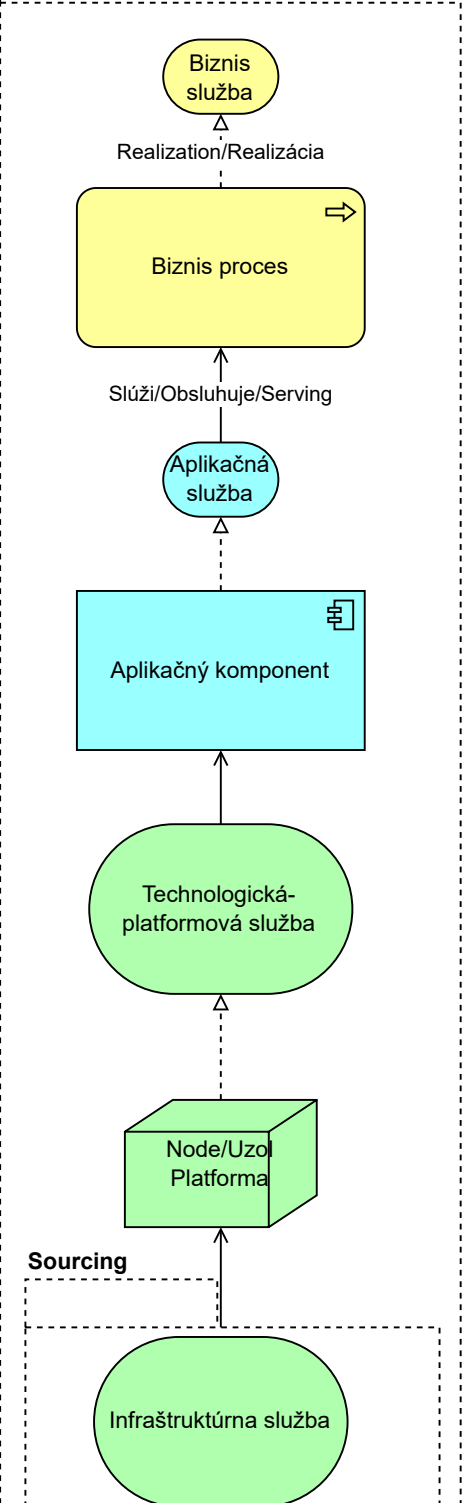 Biznis
služba
Realization/Realizácia
Biznis proces
Slúži/Obsluhuje/Serving
Aplikačná
služba
Aplikačný komponent
Technologická-
platformová služba
Node/Uzol
Platforma
Sourcing
Infraštruktúrna služba